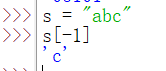 >>> s = "abc"
>>> s[-1]
'c'